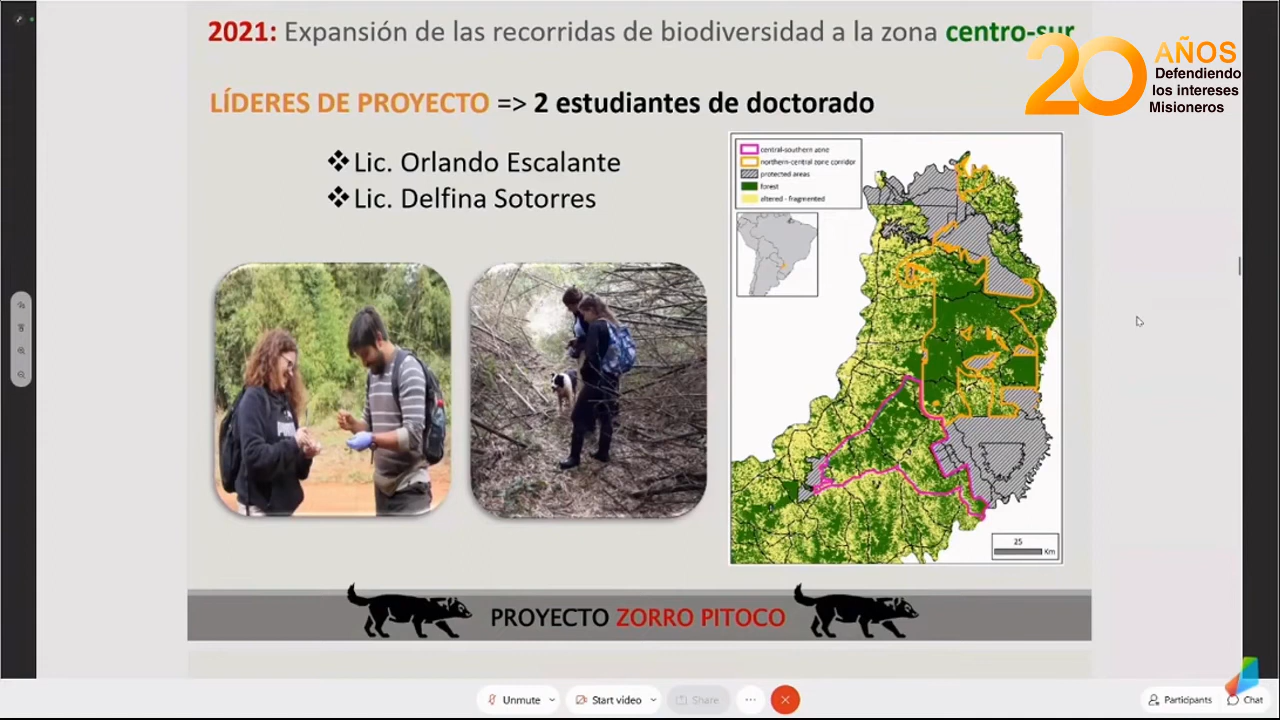 2021: Expansión de las recorridas de biodiversidad a la zona centro-sur
20 AÑOS
Defendiendo
los intereses
Misioneros
LÍDERES DE PROYECTO => 2 estudiantes de doctorado
❖Lic. Orlando Escalante
❖Lic. Delfina Sotorres
central-southern aone
northern-central zone corridor
protected areas
forest
altered - fragmented
25
Km
PROYECTO ZORRO PITOCO
Unmute
Start video
Share
Participants
Chat